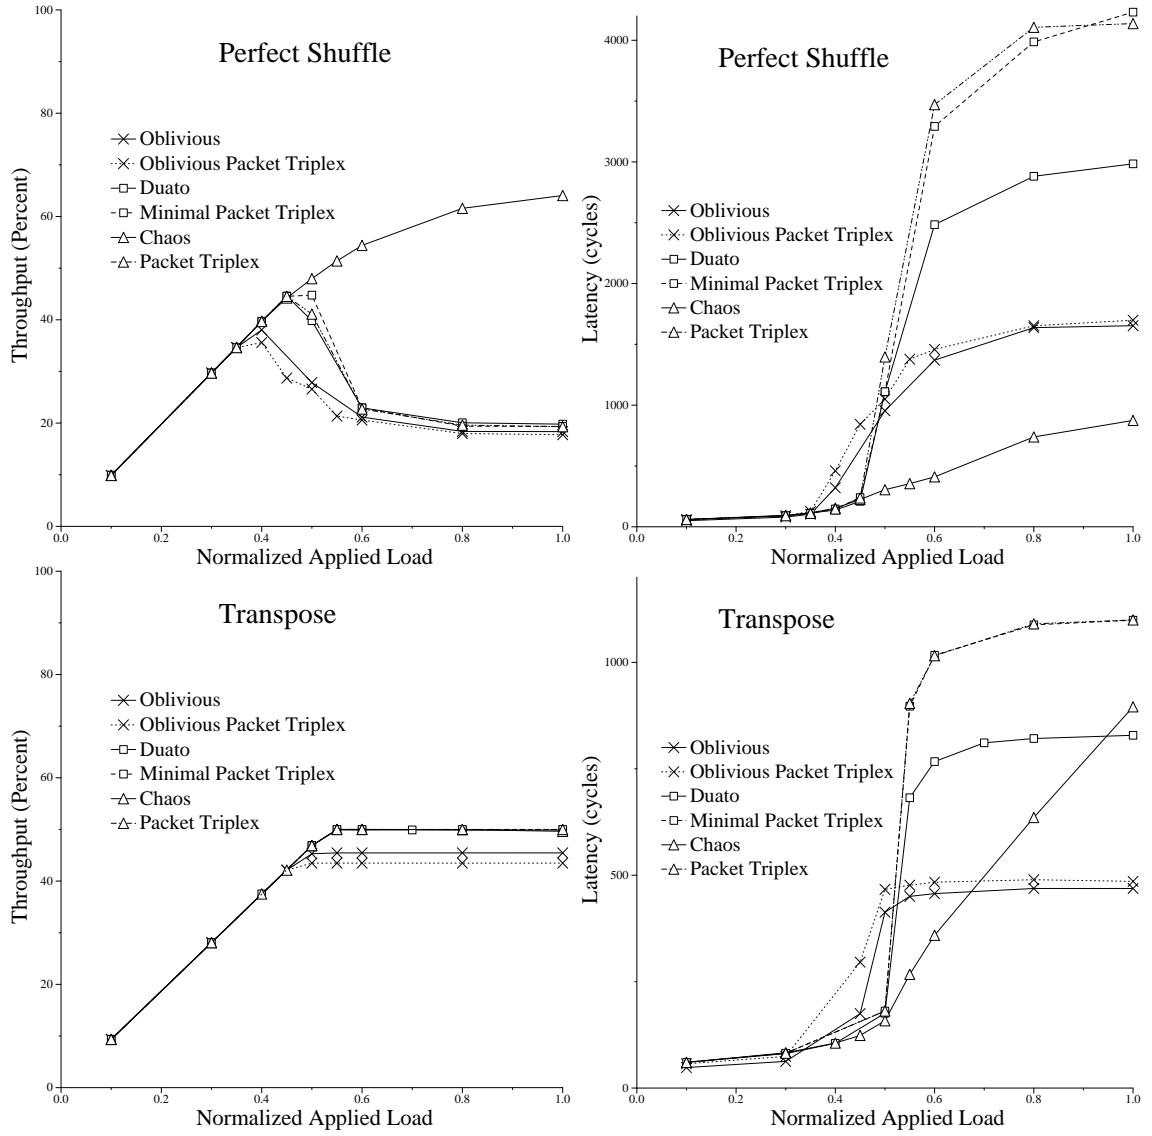 Perfect Shuffle
Throughput (Percent)
100
80
60
40
20
0
Oblivious
Oblivious Packet Triplex
Duato
Minimal Packet Triplex
Chaos
Packet Triplex
0.0 0.2 0.4 0.6 0.8 1.0
Normalized Applied Load
Perfect Shuffle
Latency (cycles)
4000
3000
2000
1000
0
Oblivious
Oblivious Packet Triplex
Duato
Minimal Packet Triplex
Chaos
Packet Triplex
0.0 0.2 0.4 0.6 0.8 1.0
Normalized Applied Load
Transpose
Throughput (Percent)
100
80
60
40
20
0
Oblivious
Oblivious Packet Triplex
Duato
Minimal Packet Triplex
Chaos
Packet Triplex
0.0 0.2 0.4 0.6 0.8 1.0
Normalized Applied Load
Transpose
Latency (cycles)
1000
500
0
Oblivious
Oblivious Packet Triplex
Duato
Minimal Packet Triplex
Chaos
Packet Triplex
0.0 0.2 0.4 0.6 0.8 1.0
Normalized Applied Load